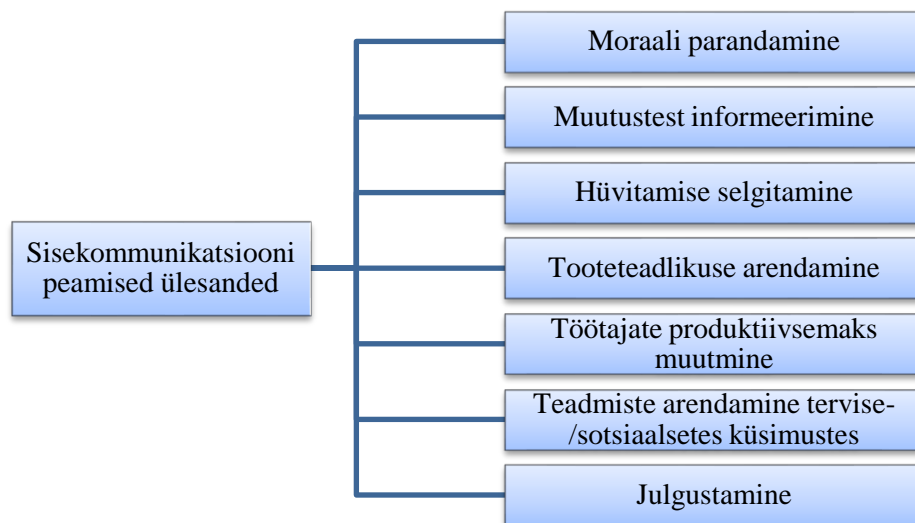 Moraali parandamine
Muutustest informeerimine
Hüvitamise selgitamine
Sisekommunikatsiooni
peamised ülesanded
Tooteteadlikuse arendamine
Töötajate produktiivsemaks
muutmine
Teadmiste arendamine tervise-
/sotsiaalsetes küsimustes
Julgustamine